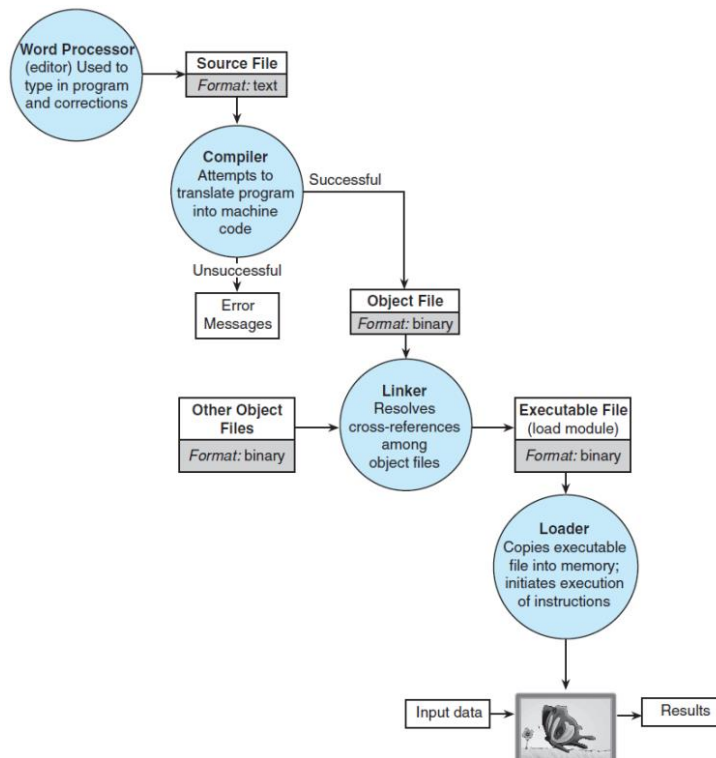 Word Processor
(editor) Used to
type in program
and corrections
Source File
Format: text
Compiler
Attempts to
translate program
into machine
code
Successful
Unsuccessful
Error
Messages
Object File
Format: binary
Other Object
Files
Format: binary
Linker
Resolves
cross-references
among
object files
Executable File
(load module)
Format: binary
Loader
Copies executable
file into memory;
initiates execution
of instructions
Input data
Results